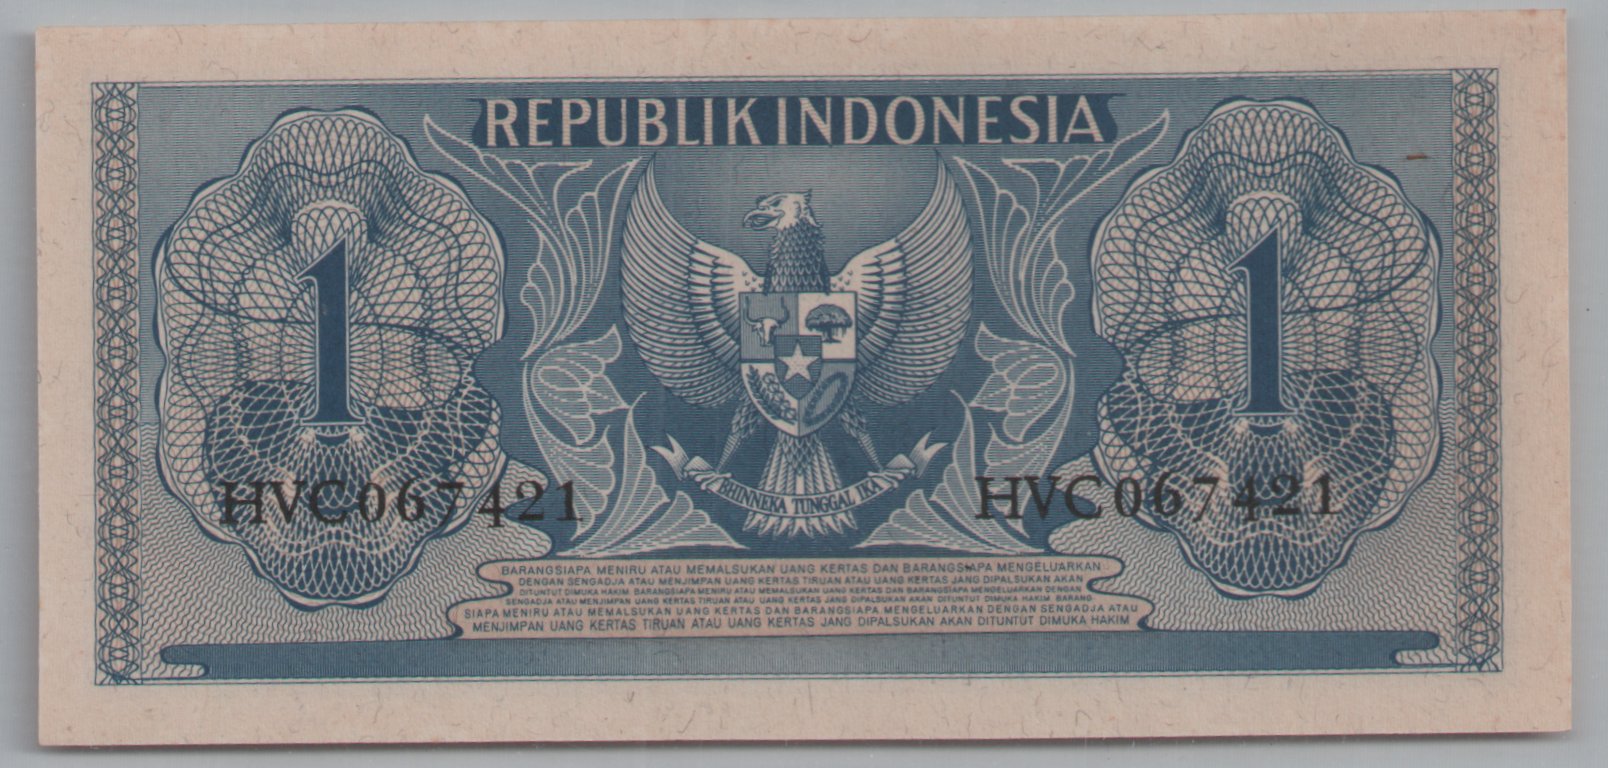 REPUBLIK INDONESIA
1
1
BHINNEKA TUNGGAL IKA
HVC067421
HVC067421
BARANGSIAPA MENIRU ATAU MEMALSUKAN UANG KERTAS DAN BARANGSIAPA MENGELUARKAN
DENGAN SENGADJA ATAU MENJIMPAN UANG KERTAS TIRUAN ATAU UANG KERTAS JANG DIPALSUKAN AKAN
DITUNTUT DIMUKA HAKIM. BARANGSIAPA MENIRU ATAU MEMALSUKAN UANG KERTAS DAN BARANGSIAPA MENGELUARKAN DENGAN
SENGADJA ATAU MENJIMPAN UANG KERTAS TIRUAN ATAU UANG KERTAS JANG DIPALSUKAN AKAN DITUNTUT DIMUKA HAKIM BARANG
SIAPA MENIRU ATAU MEMALSUKAN UANG KERTAS DAN BARANGSIAPA MENGELUARKAN DENGAN SENGADJA ATAU
MENJIMPAN UANG KERTAS TIRUAN ATAU UANG KERTAS JANG DIPALSUKAN AKAN DITUNTUT DIMUKA HAKIM